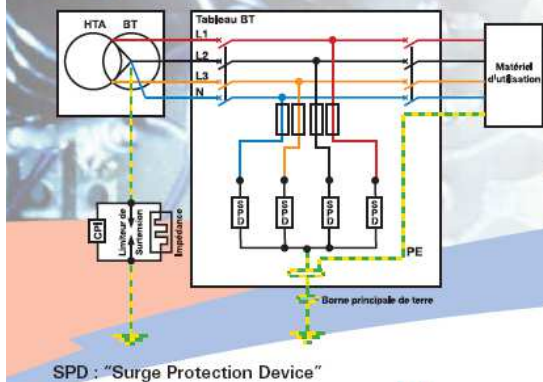 HTA BT
Tableau BT
L1
L2
L3
N
Matériel
d'utilisation
SPD
SPD
SPD
SPD
CPI
Limiteur de
Surtension
Impédance
PE
Borne principale de terre
SPD : "Surge Protection Device"